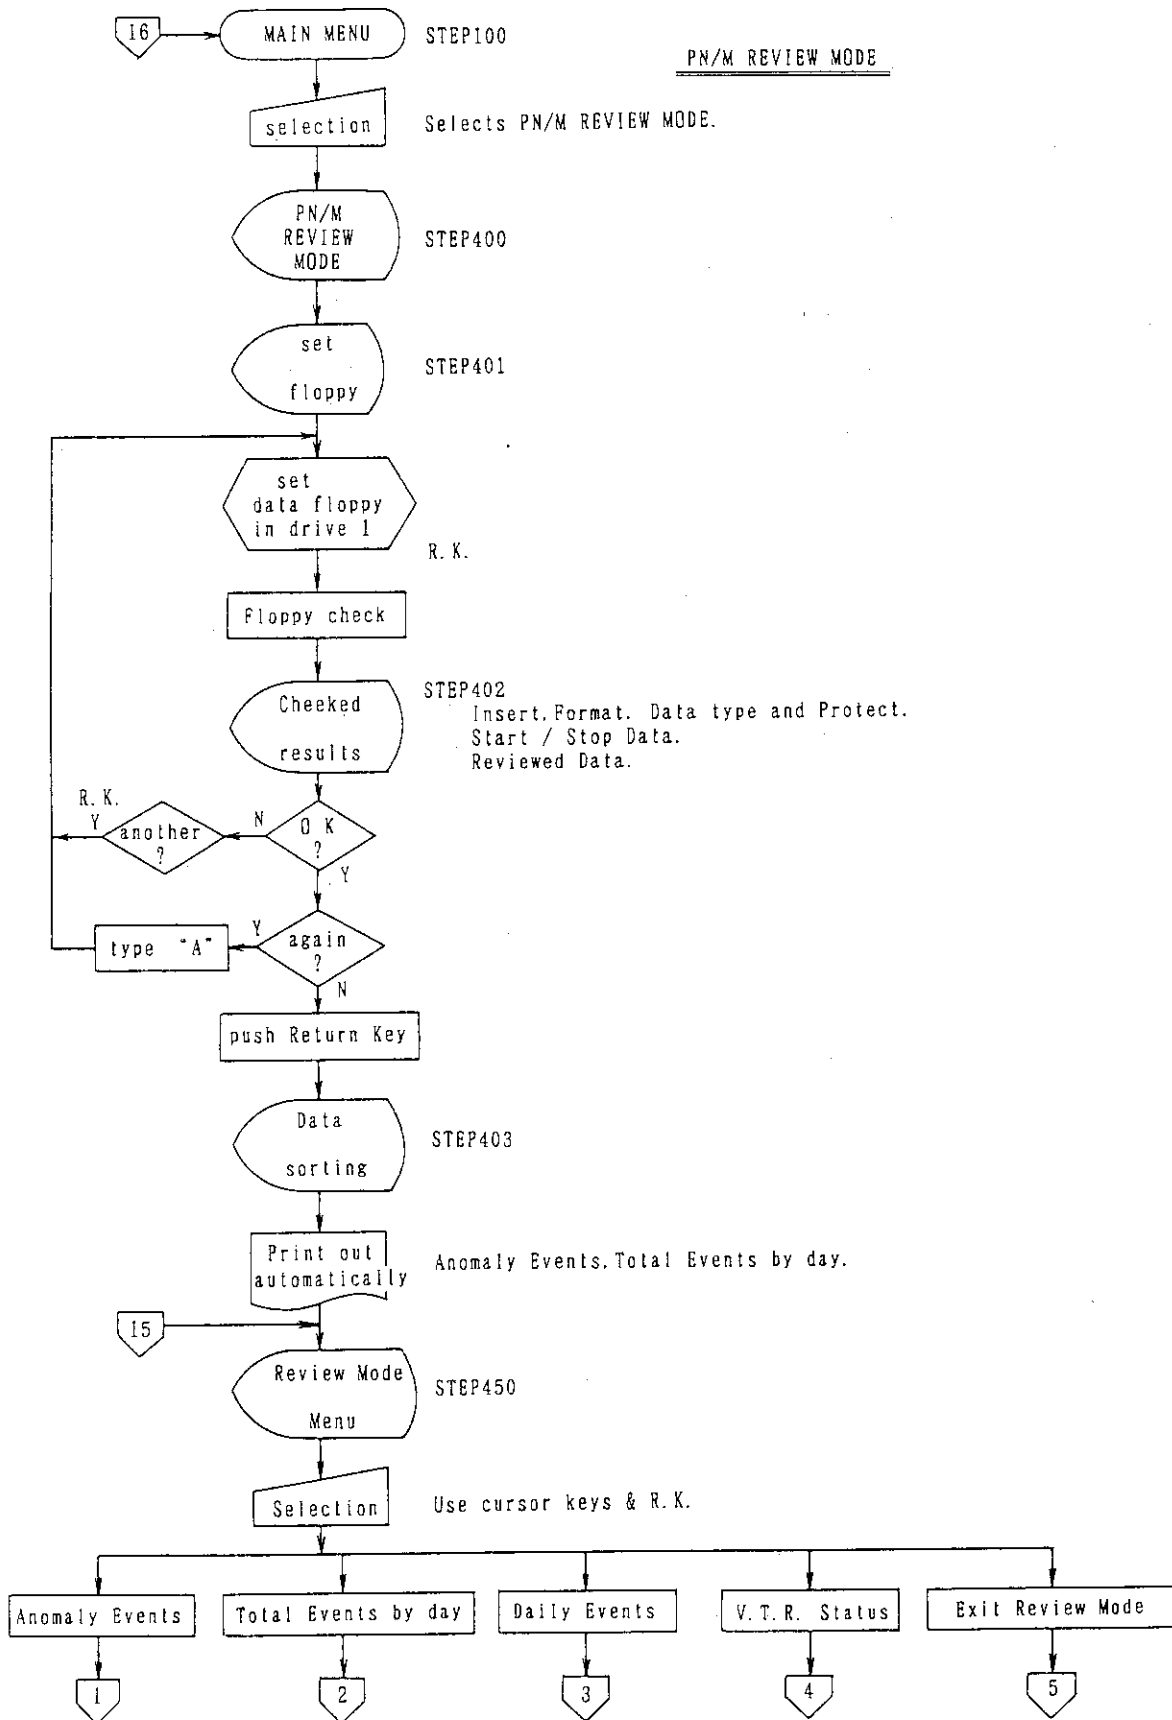 16
MAIN MENU
STEP100
PN/M REVIEW MODE
selection
Selects PN/M REVIEW MODE.
PN/M
REVIEW
MODE
STEP400
set
floppy
STEP401
set
data floppy
in drive 1
R.K.
Floppy check
Cheeked
results
STEP402
Insert. Format. Data type and Protect.
Start / Stop Data.
Reviewed Data.
R.K.
Y
another
?
N
O K
?
Y
type "A"
Y
again
?
N
push Return Key
Data
sorting
STEP403
Print out
automatically
Anomaly Events. Total Events by day.
15
Review Mode
Menu
STEP450
Selection
Use cursor keys & R.K.
Anomaly Events
Total Events by day
Daily Events
V.T.R. Status
Exit Review Mode
1
2
3
4
5